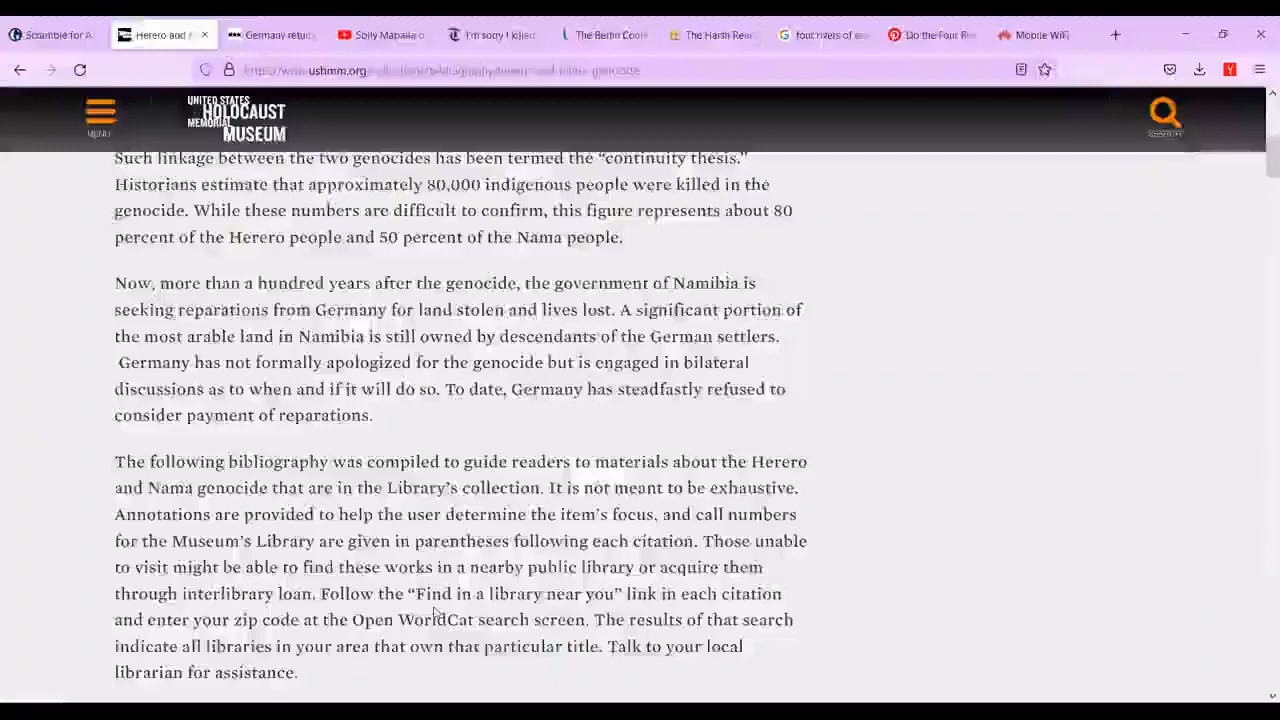 Scramble for A
Herero and
Germany retur
Solly Mapaila o
I'm sorry I killed
The Berlin Con
The Harsh Rea
four rivers of
Do the Four R
Mobile WiFi
ushmm.org
MENU
UNITED STATES
HOLOCAUST
MEMORIAL
MUSEUM
SEARCH
Such linkage between the two genocides has been termed the “continuity thesis.”
Historians estimate that approximately 80,000 indigenous people were killed in the
genocide. While these numbers are difficult to confirm, this figure represents about 80
percent of the Herero people and 50 percent of the Nama people.
Now, more than a hundred years after the genocide, the government of Namibia is
seeking reparations from Germany for land stolen and lives lost. A significant portion of
the most arable land in Namibia is still owned by descendants of the German settlers.
Germany has not formally apologized for the genocide but is engaged in bilateral
discussions as to when and if it will do so. To date, Germany has steadfastly refused to
consider payment of reparations.
The following bibliography was compiled to guide readers to materials about the Herero
and Nama genocide that are in the Library’s collection. It is not meant to be exhaustive.
Annotations are provided to help the user determine the item’s focus, and call numbers
for the Museum’s Library are given in parentheses following each citation. Those unable
to visit might be able to find these works in a nearby public library or acquire them
through interlibrary loan. Follow the “Find in a library near you” link in each citation
and enter your zip code at the Open WorldCat search screen. The results of that search
indicate all libraries in your area that own that particular title. Talk to your local
librarian for assistance.